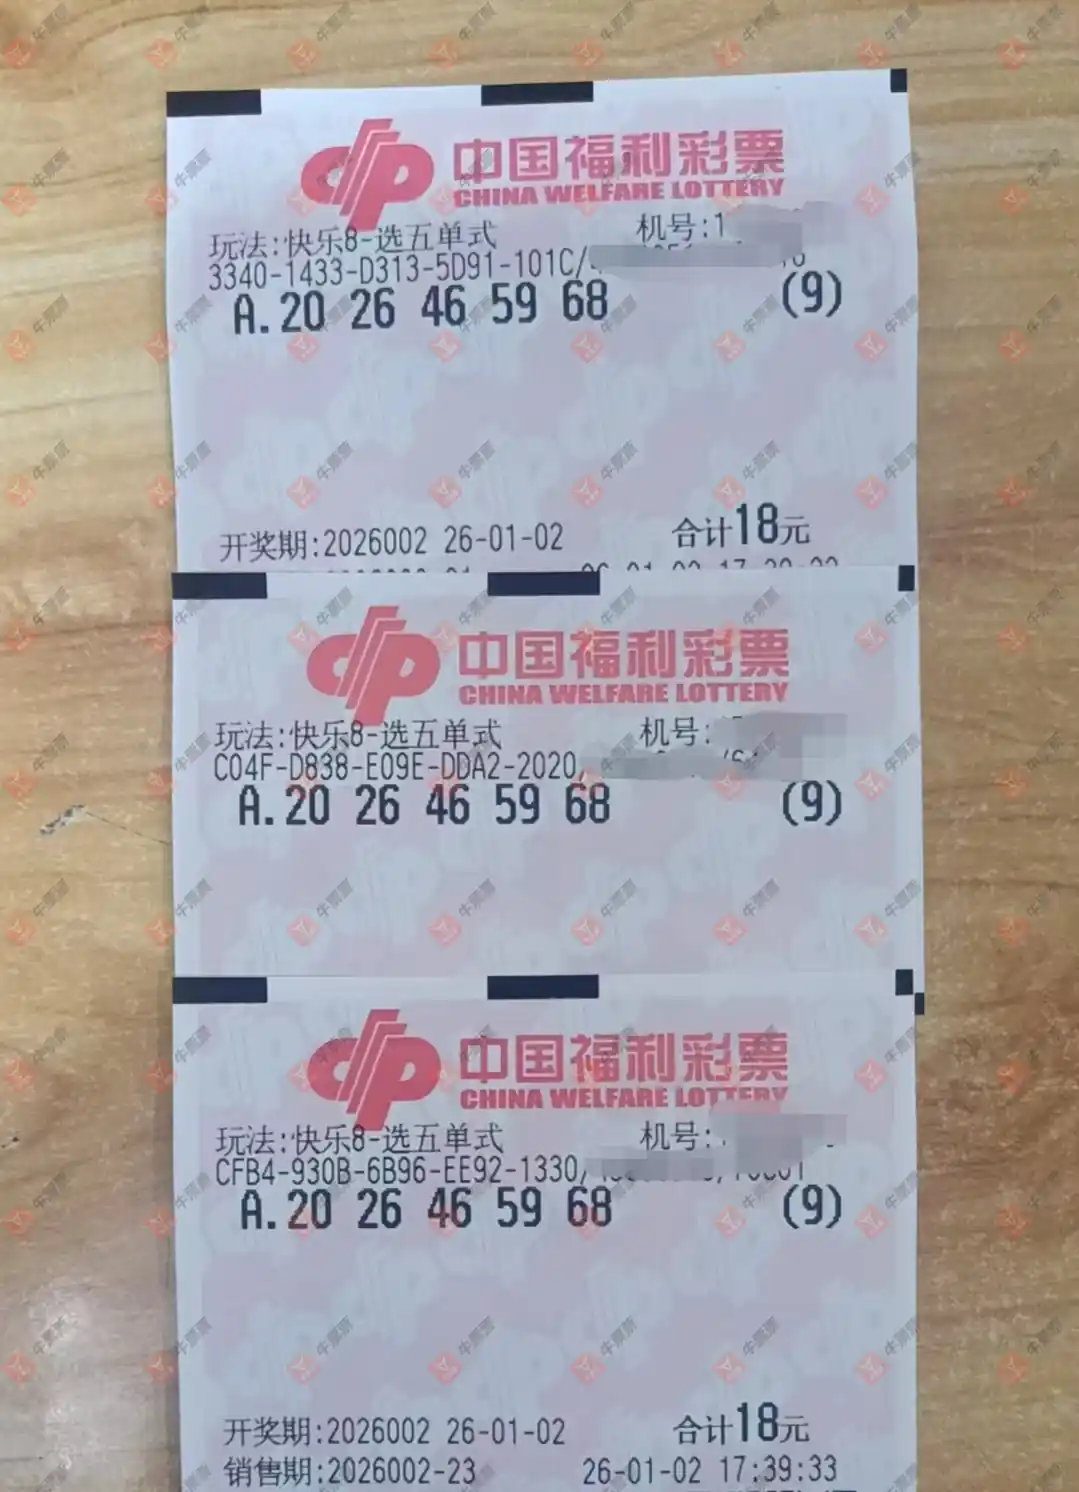 中国福利彩票
CHINA WELFARE LOTTERY
玩法:快乐8-选五单式 机号:1
3340-1433-D313-5D91-101C/
A.20 26 46 59 68 (9)
开奖期:2026002 26-01-02 合计18元
中国福利彩票
CHINA WELFARE LOTTERY
玩法:快乐8-选五单式 机号:
C04F-D838-E09E-DDA2-2020
A.20 26 46 59 68 (9)
中国福利彩票
CHINA WELFARE LOTTERY
玩法:快乐8-选五单式 机号:
CFB4-930B-6B96-EE92-1330/
A.20 26 46 59 68 (9)
开奖期:2026002 26-01-02 合计18元
销售期:2026002-23 26-01-02 17:39:33
牛票票